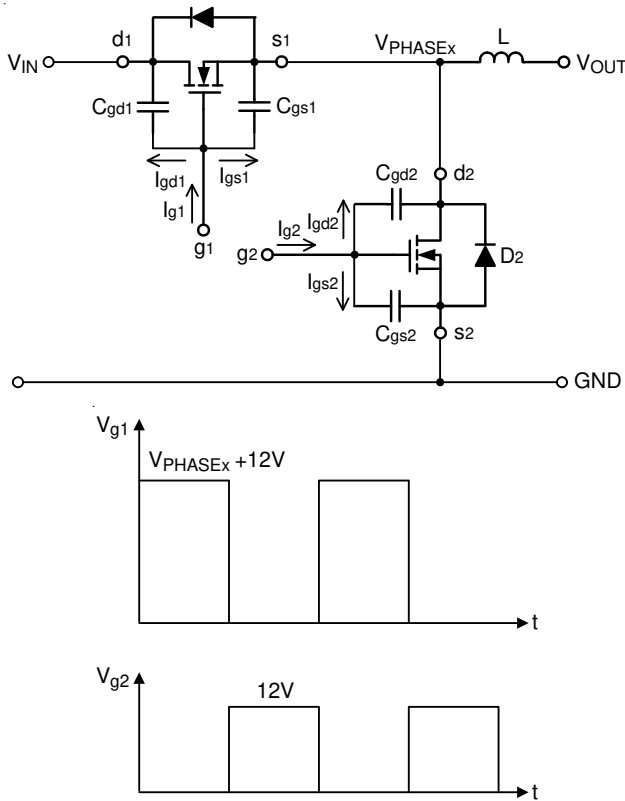 d1
s1
VPHASEx
L
VIN
VOUT
Cgd1
Cgs1
Igd1
Igs1
Ig1
g1
Cgd2
d2
Ig2
Igd2
g2
D2
Igs2
Cgs2
s2
GND
Vg1
VPHASEx +12V
t
Vg2
12V
t